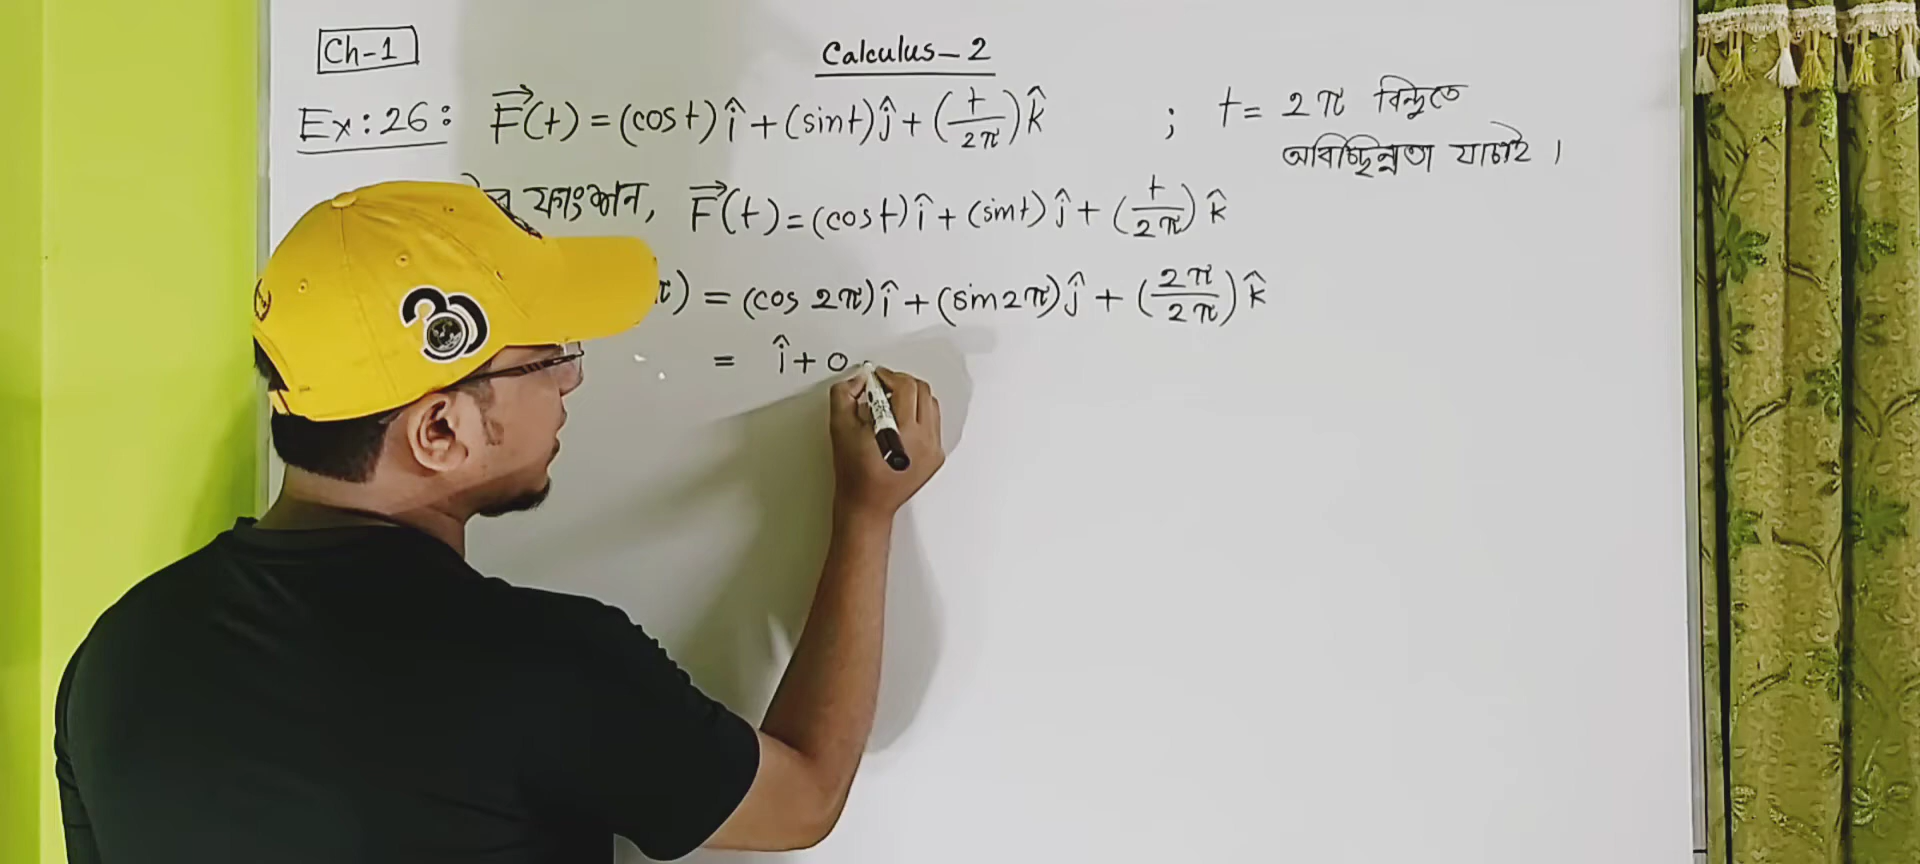 Ch-1
Calculus-2
Ex:26: F⃗(t) = (cos t) î + (sin t) ĵ + (t/2π) k̂ ; t = 2π বিন্দুতে
অবিচ্ছিন্নতা যাচাই ।
ফাংশন, F⃗(t) = (cos t) î + (sin t) ĵ + (t/2π) k̂
π) = (cos 2π) î + (sin 2π) ĵ + (2π/2π) k̂
= î + 0
30